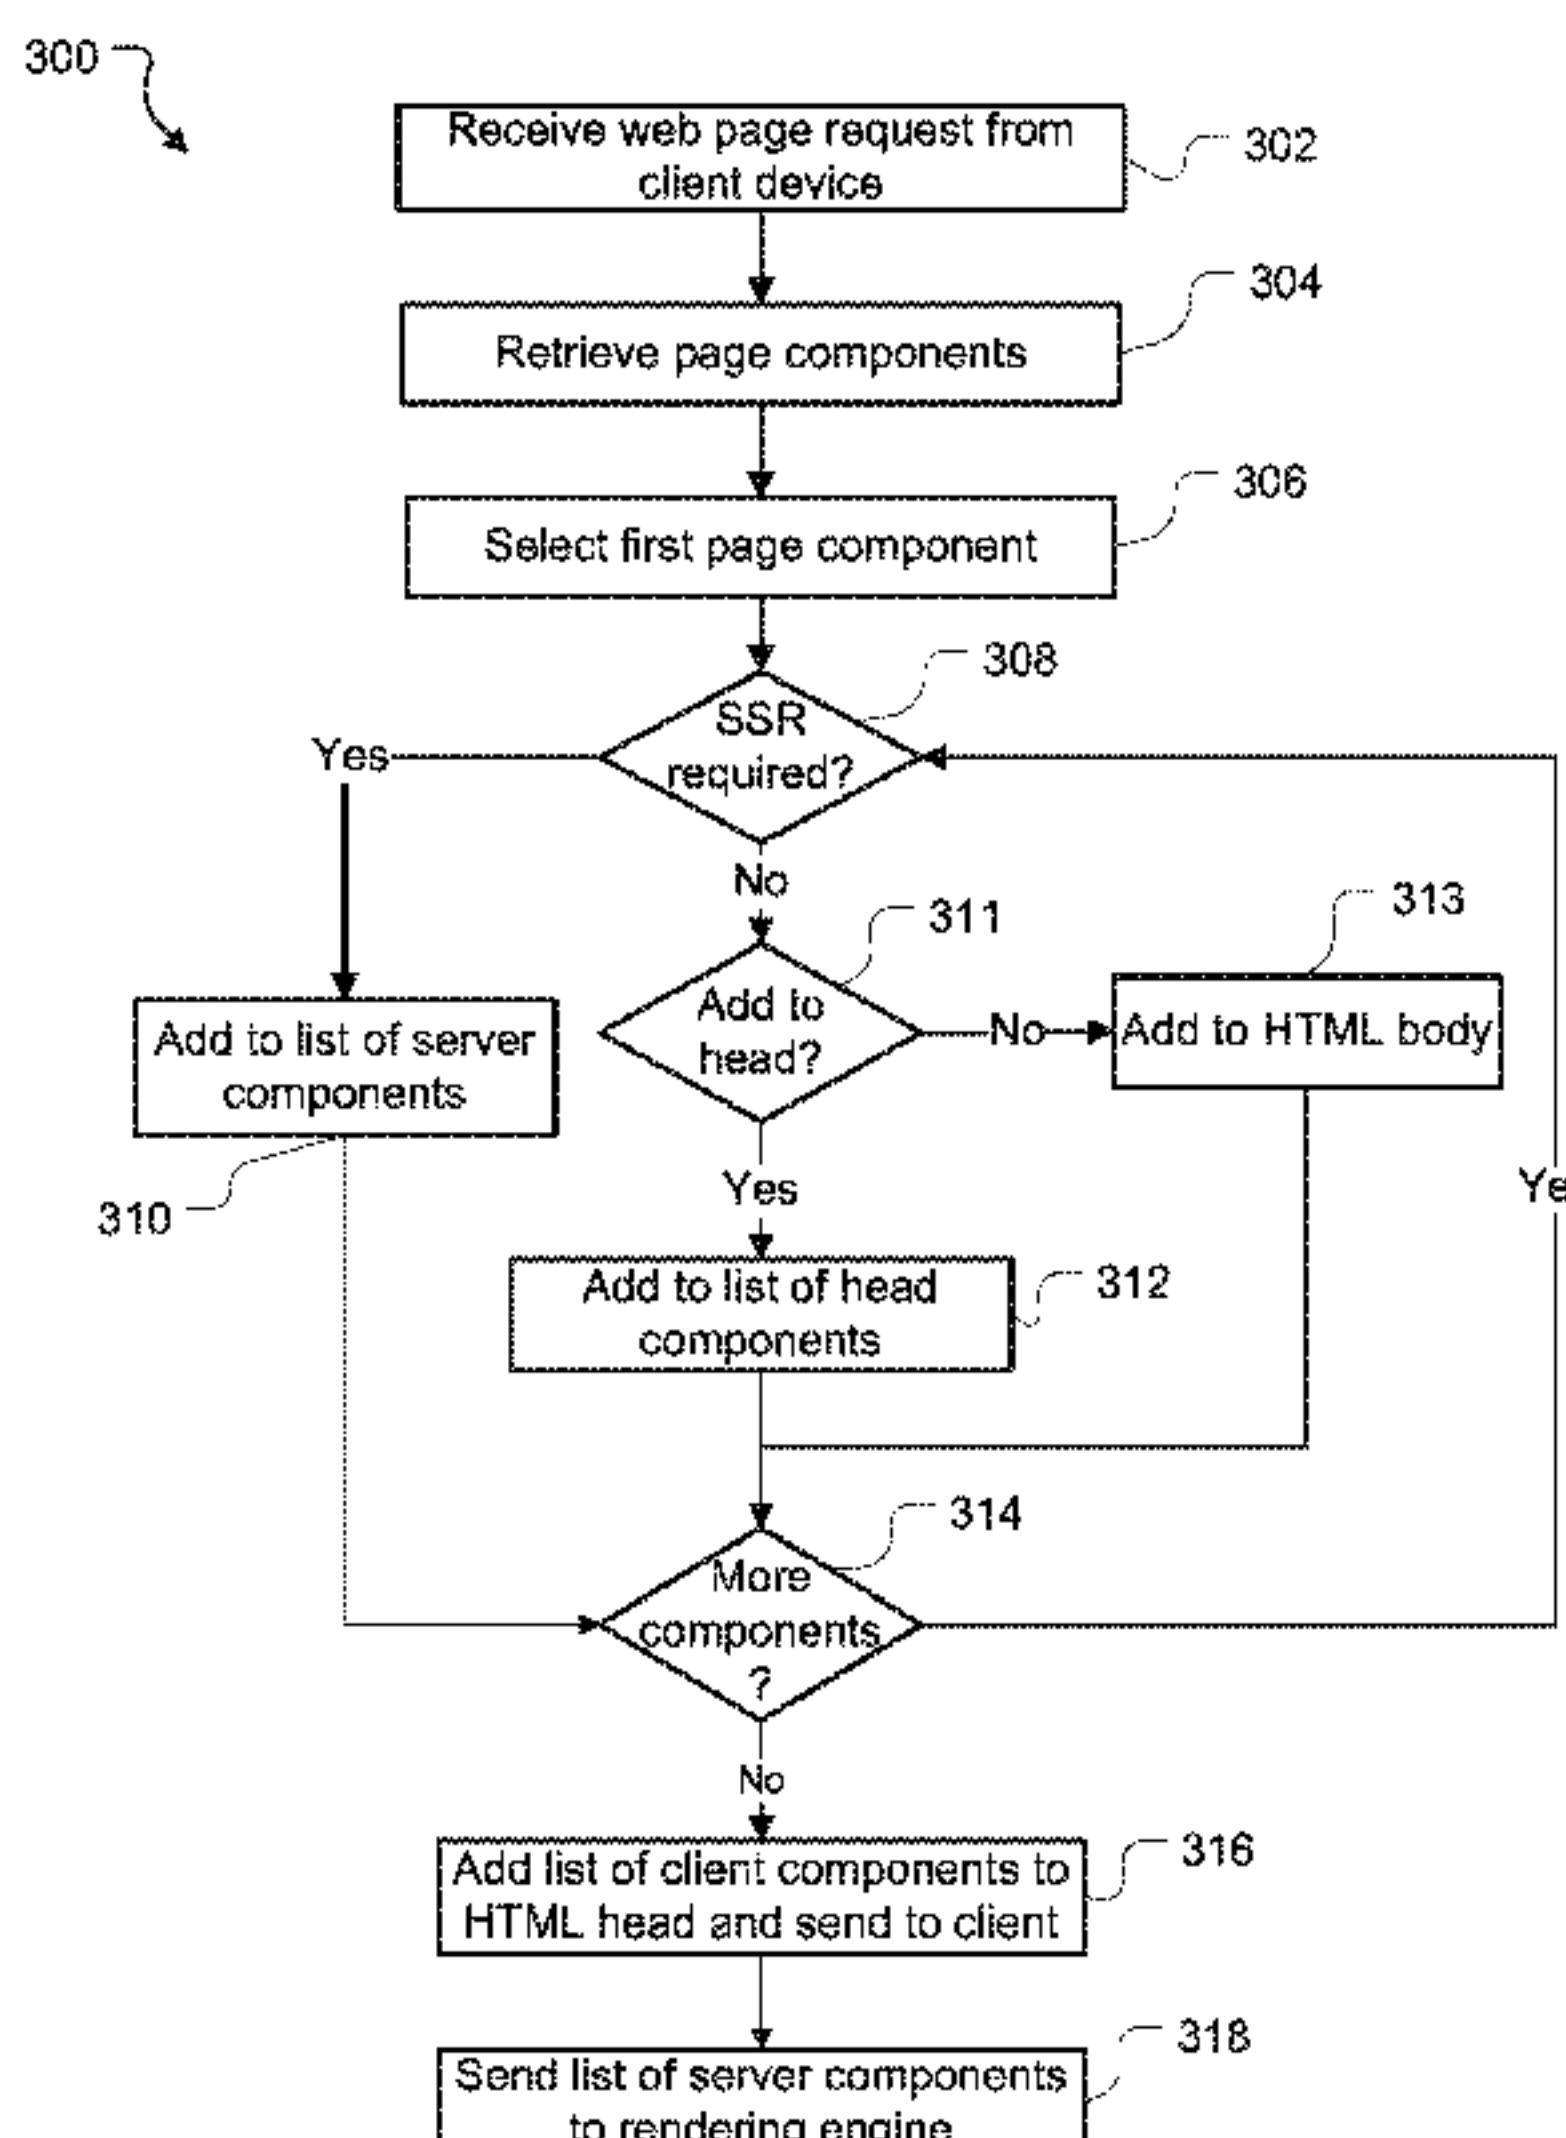 300
Receive web page request from
client device
302
304
Retrieve page components
306
Select first page component
308
SSR
required?
Yes
No
311
313
Add to
head?
No
Add to HTML body
Add to list of server
components
310
Yes
Ye
Add to list of head
components
312
314
More
components
?
No
316
Add list of client components to
HTML head and send to client
318
Send list of server components
to rendering engine